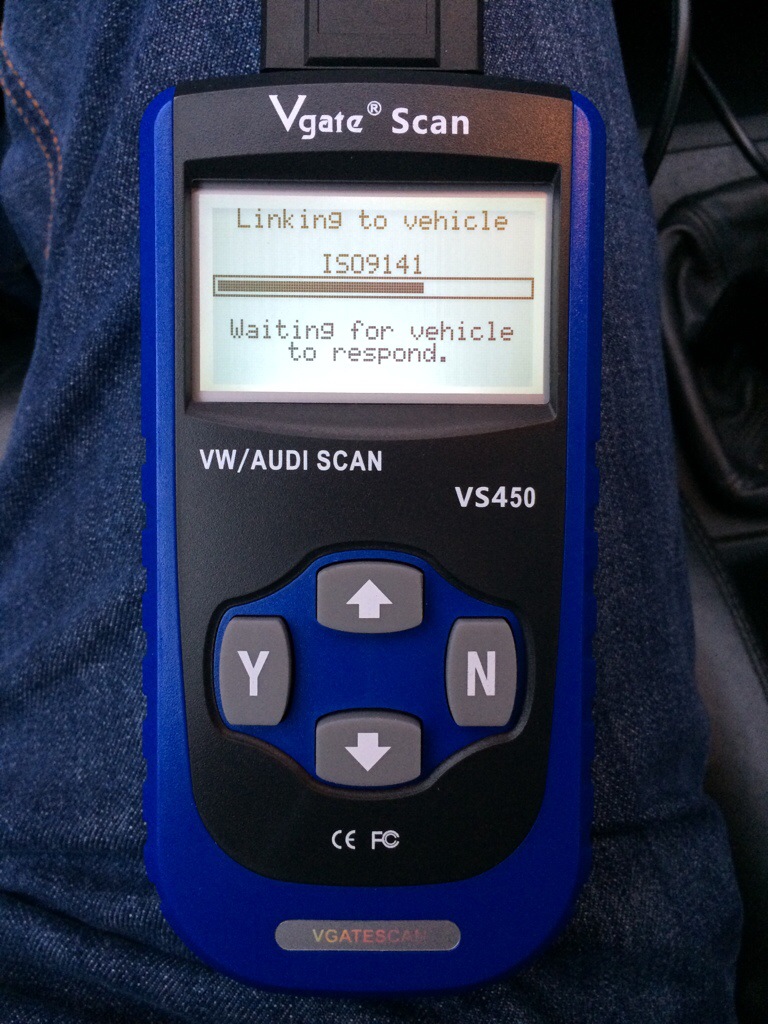 Vgate® Scan
Linking to vehicle
ISO9141
Waiting for vehicle
to respond.
VW/AUDI SCAN
VS450
Y
N
CE FC
VGATESCAN